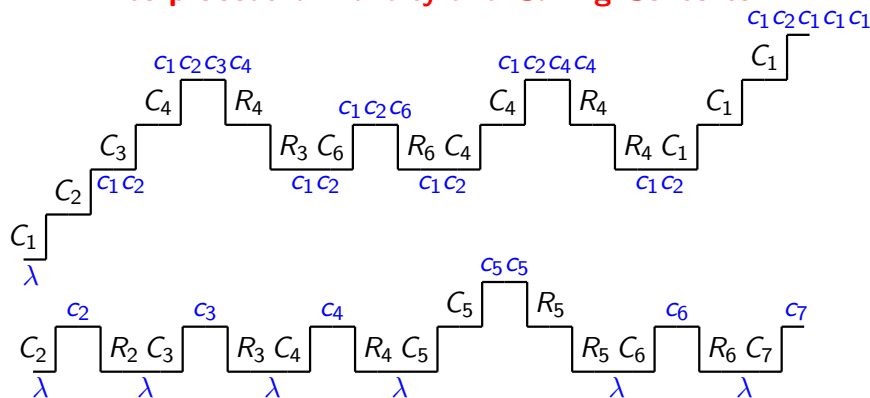 c1c2c1c1c1
c1c2c3c4 c1c2c4c4 C1
C4 R4 c1c2c6 C4 R4 C1
C3 R3 C6 R6 C4 R4 C1
C2 c1c2 c1c2 c1c2 c1c2
C1
λ
c5c5
c2 c3 c4 C5 R5 c6 c7
C2 R2 C3 R3 C4 R4 C5 R5 C6 R6 C7
λ λ λ λ λ λ